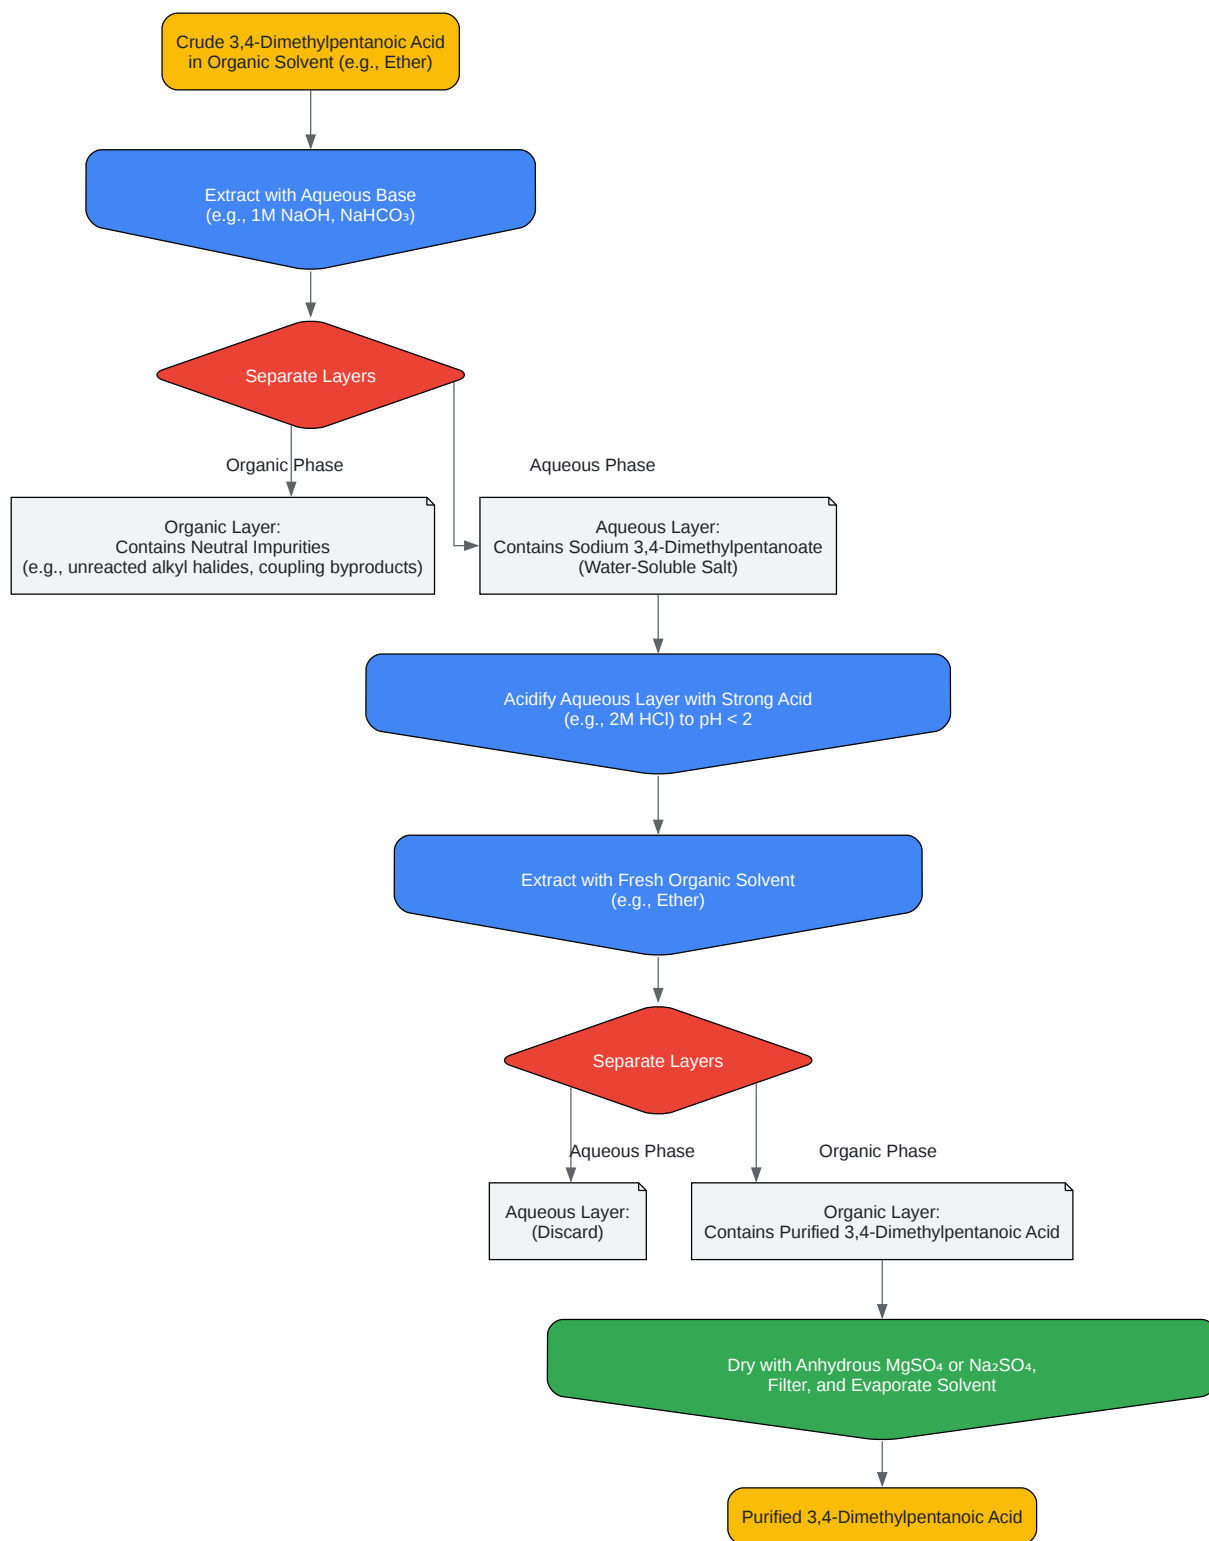 Crude 3,4-Dimethylpentanoic Acid
in Organic Solvent (e.g., Ether)
Extract with Aqueous Base
(e.g., 1M NaOH, NaHCO₃)
Separate Layers
Organic Phase
Aqueous Phase
Organic Layer:
Contains Neutral Impurities
(e.g., unreacted alkyl halides, coupling byproducts)
Aqueous Layer:
Contains Sodium 3,4-Dimethylpentanoate
(Water-Soluble Salt)
Acidify Aqueous Layer with Strong Acid
(e.g., 2M HCl) to pH < 2
Extract with Fresh Organic Solvent
(e.g., Ether)
Separate Layers
Aqueous Phase
Organic Phase
Aqueous Layer:
(Discard)
Organic Layer:
Contains Purified 3,4-Dimethylpentanoic Acid
Dry with Anhydrous MgSO₄ or Na₂SO₄,
Filter, and Evaporate Solvent
Purified 3,4-Dimethylpentanoic Acid